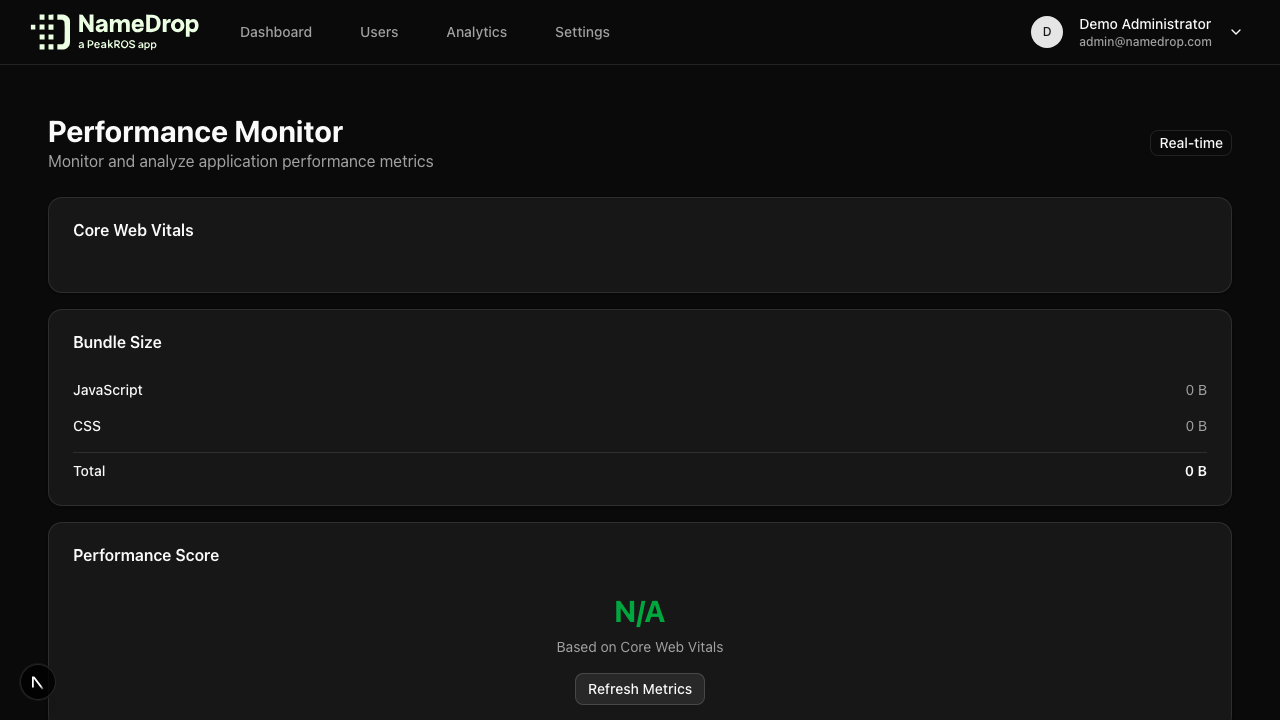 NameDrop
a PeakROS app
Dashboard
Users
Analytics
Settings
D
Demo Administrator
admin@namedrop.com
Performance Monitor
Monitor and analyze application performance metrics
Real-time
Core Web Vitals
Bundle Size
JavaScript 0 B
CSS 0 B
Total 0 B
Performance Score
N/A
Based on Core Web Vitals
Refresh Metrics
N